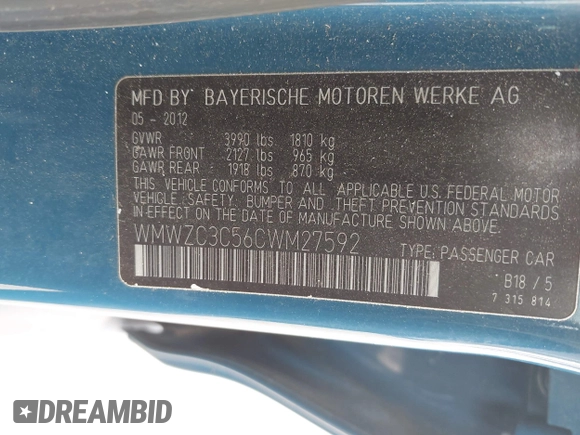 MFD BY: BAYERISCHE MOTOREN WERKE AG
05 - 2012
GVWR 3990 lbs 1810 kg
GAWR FRONT 2127 lbs 965 kg
GAWR REAR 1918 lbs 870 kg
THIS VEHICLE CONFORMS TO ALL APPLICABLE U.S. FEDERAL MOTOR
VEHICLE SAFETY, BUMPER AND THEFT PREVENTION STANDARDS
IN EFFECT ON THE DATE OF MANUFACTURE SHOWN ABOVE.
WMWZC3C56CWM27592
TYPE: PASSENGER CAR
B18 / 5
7 315 814
DREAMBID